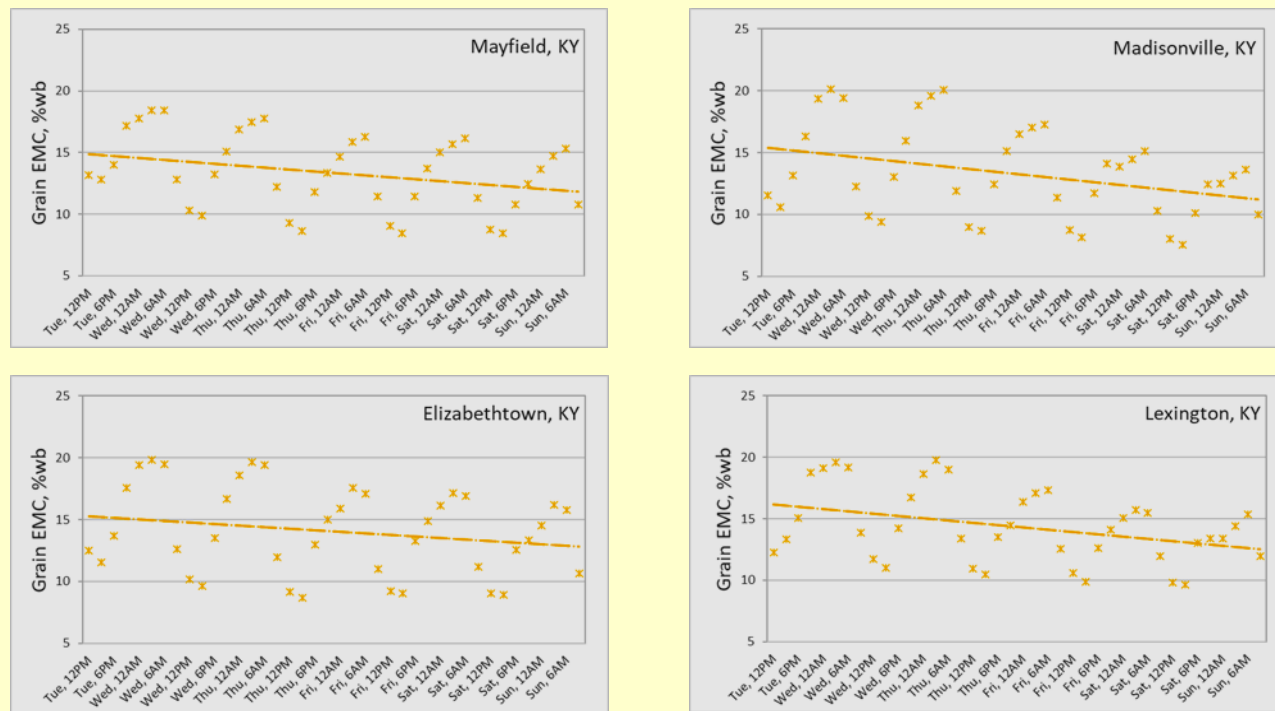 Mayfield, KY
Grain EMC, %wb
25
20
15
10
5
Tue, 12PM
Tue, 6PM
Wed, 12AM
Wed, 6AM
Wed, 12PM
Wed, 6PM
Thu, 12AM
Thu, 6AM
Thu, 12PM
Thu, 6PM
Fri, 12AM
Fri, 6AM
Fri, 12PM
Fri, 6PM
Sat, 12AM
Sat, 6AM
Sat, 12PM
Sat, 6PM
Sun, 12AM
Sun, 6AM
Madisonville, KY
Grain EMC, %wb
25
20
15
10
5
Tue, 12PM
Tue, 6PM
Wed, 12AM
Wed, 6AM
Wed, 12PM
Wed, 6PM
Thu, 12AM
Thu, 6AM
Thu, 12PM
Thu, 6PM
Fri, 12AM
Fri, 6AM
Fri, 12PM
Fri, 6PM
Sat, 12AM
Sat, 6AM
Sat, 12PM
Sat, 6PM
Sun, 12AM
Sun, 6AM
Elizabethtown, KY
Grain EMC, %wb
25
20
15
10
5
Tue, 12PM
Tue, 6PM
Wed, 12AM
Wed, 6AM
Wed, 12PM
Wed, 6PM
Thu, 12AM
Thu, 6AM
Thu, 12PM
Thu, 6PM
Fri, 12AM
Fri, 6AM
Fri, 12PM
Fri, 6PM
Sat, 12AM
Sat, 6AM
Sat, 12PM
Sat, 6PM
Sun, 12AM
Sun, 6AM
Lexington, KY
Grain EMC, %wb
25
20
15
10
5
Tue, 12PM
Tue, 6PM
Wed, 12AM
Wed, 6AM
Wed, 12PM
Wed, 6PM
Thu, 12AM
Thu, 6AM
Thu, 12PM
Thu, 6PM
Fri, 12AM
Fri, 6AM
Fri, 12PM
Fri, 6PM
Sat, 12AM
Sat, 6AM
Sat, 12PM
Sat, 6PM
Sun, 12AM
Sun, 6AM